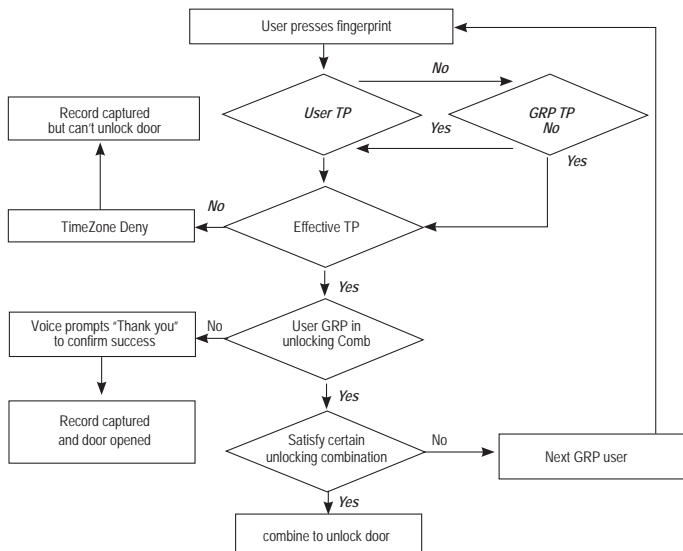 User presses fingerprint
No
Record captured
but can't unlock door
User TP
GRP TP
No
Yes
Yes
No
TimeZone Deny
Effective TP
Yes
Voice prompts “Thank you”
to confirm success
No
User GRP in
unlocking Comb
Yes
Record captured
and door opened
Satisfy certain
unlocking combination
No
Next GRP user
Yes
combine to unlock door